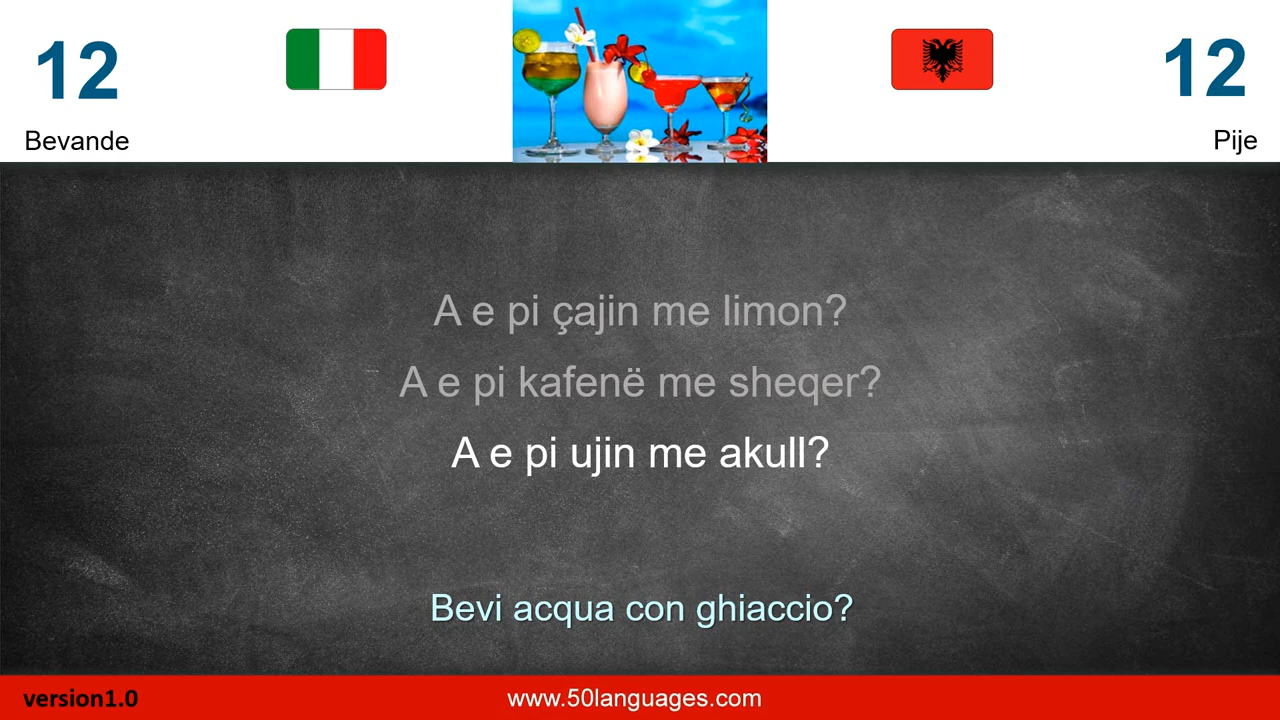 12
12
Bevande
Pije
A e pi çajin me limon?
A e pi kafenë me sheqer?
A e pi ujin me akull?
Bevi acqua con ghiaccio?
version1.0
www.50languages.com